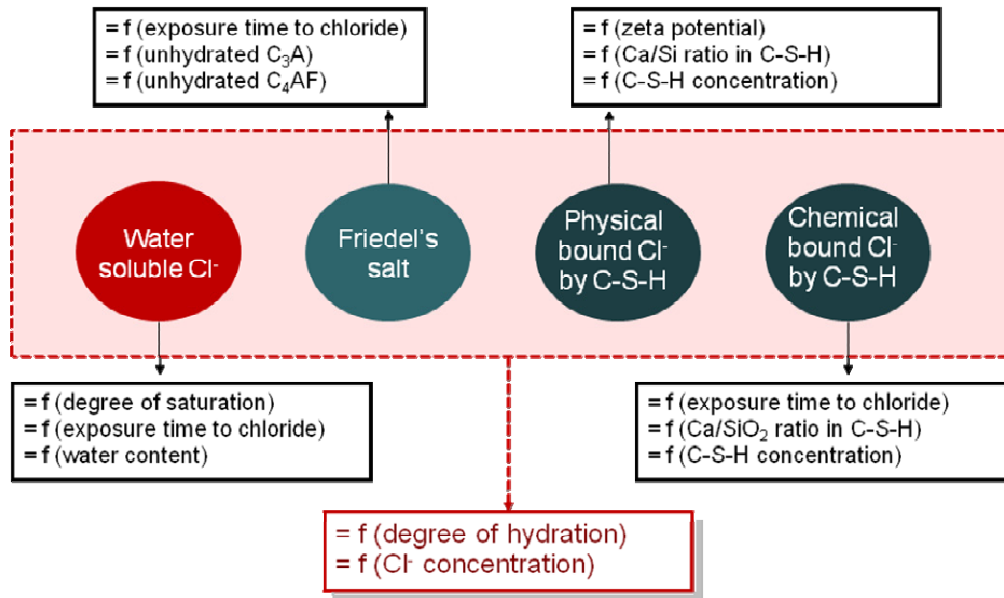 = f (exposure time to chloride)
= f (unhydrated C₃A)
= f (unhydrated C₄AF)
= f (zeta potential)
= f (Ca/Si ratio in C-S-H)
= f (C-S-H concentration)
Water
soluble Cl⁻
Friedel's
salt
Physical
bound Cl⁻
by C-S-H
Chemical
bound Cl⁻
by C-S-H
= f (degree of saturation)
= f (exposure time to chloride)
= f (water content)
= f (exposure time to chloride)
= f (Ca/SiO₂ ratio in C-S-H)
= f (C-S-H concentration)
= f (degree of hydration)
= f (Cl⁻ concentration)